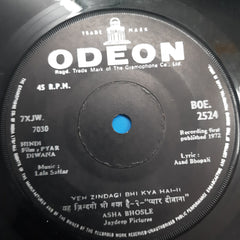 TRADE MARK
ODEON
Regd. Trade Mark of The Gramophone Co. Ltd.
45 R.P.M.
7XJW.
7030
BOE.
2524
HINDI
Film, PYAR
DIWANA
Recording first
published 1972
Music :
Lala Sattar
Lyric :
Asad Bhopali
YEH ZINDAGI BHI KYA HAI-II
यह ज़िन्दगी भी क्या है-२-"प्यार दीवाना"
ASHA BHOSLE
Jaydeep Pictures